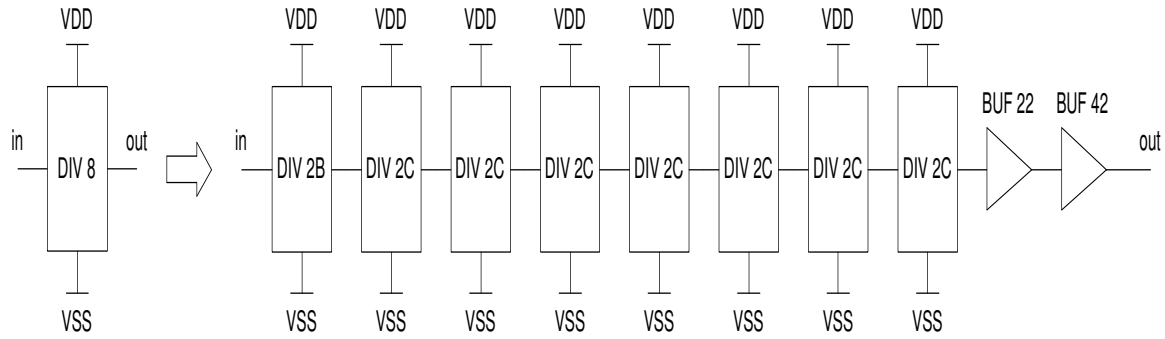 VDD VDD VDD VDD VDD VDD VDD VDD VDD
BUF 22 BUF 42
in out in out
DIV 8 DIV 2B DIV 2C DIV 2C DIV 2C DIV 2C DIV 2C DIV 2C DIV 2C
VSS VSS VSS VSS VSS VSS VSS VSS VSS